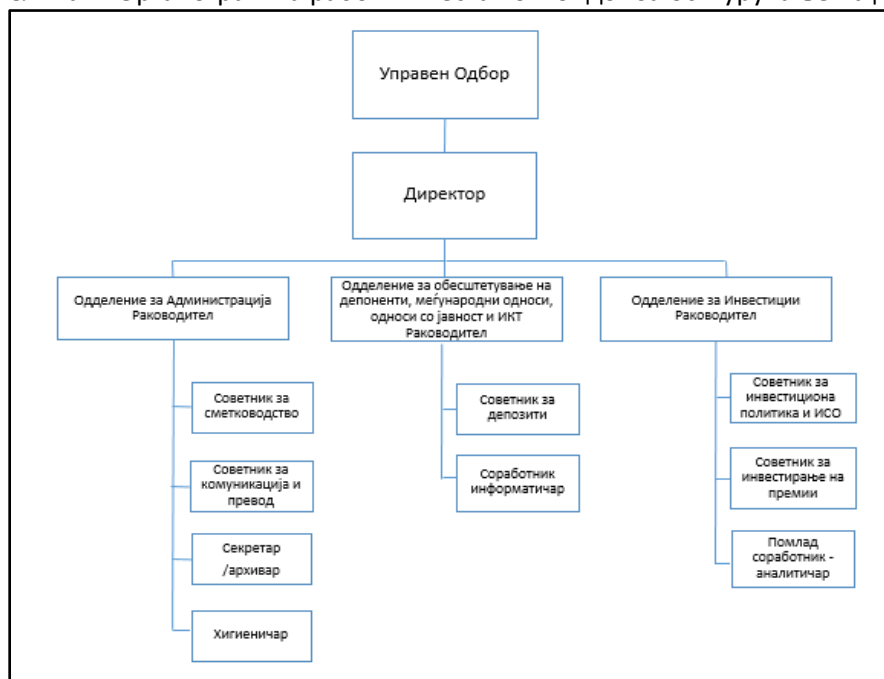 Управен Одбор
Директор
Одделение за Администрација
Раководител
Одделение за обесштетување на
депоненти, меѓународни односи,
односи со јавност и ИКТ
Раководител
Одделение за Инвестиции
Раководител
Советник за
сметководство
Советник за
комуникација и
превод
Секретар
/архивар
Хигиеничар
Советник за
депозити
Соработник
информатичар
Советник за
инвестициона
политика и ИСО
Советник за
инвестирање на
премии
Помлад
соработник -
аналитичар